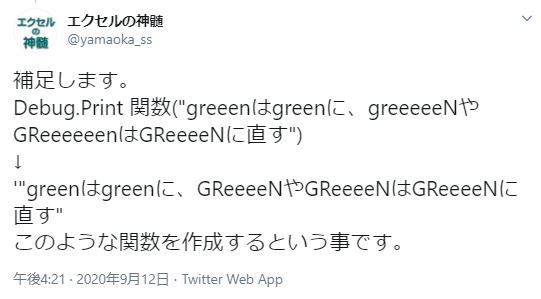 エクセルの神髄
エクセルの神髄
@yamaoka_ss
補足します。
Debug.Print 関数("greeenはgreenに、greeeeeNや
GReeeeeenはGReeeeNに直す")
↓
'"greenはgreenに、GReeeeNやGReeeeNはGReeeeNに
直す"
このような関数を作成するという事です。
午後4:21 · 2020年9月12日 · Twitter Web App